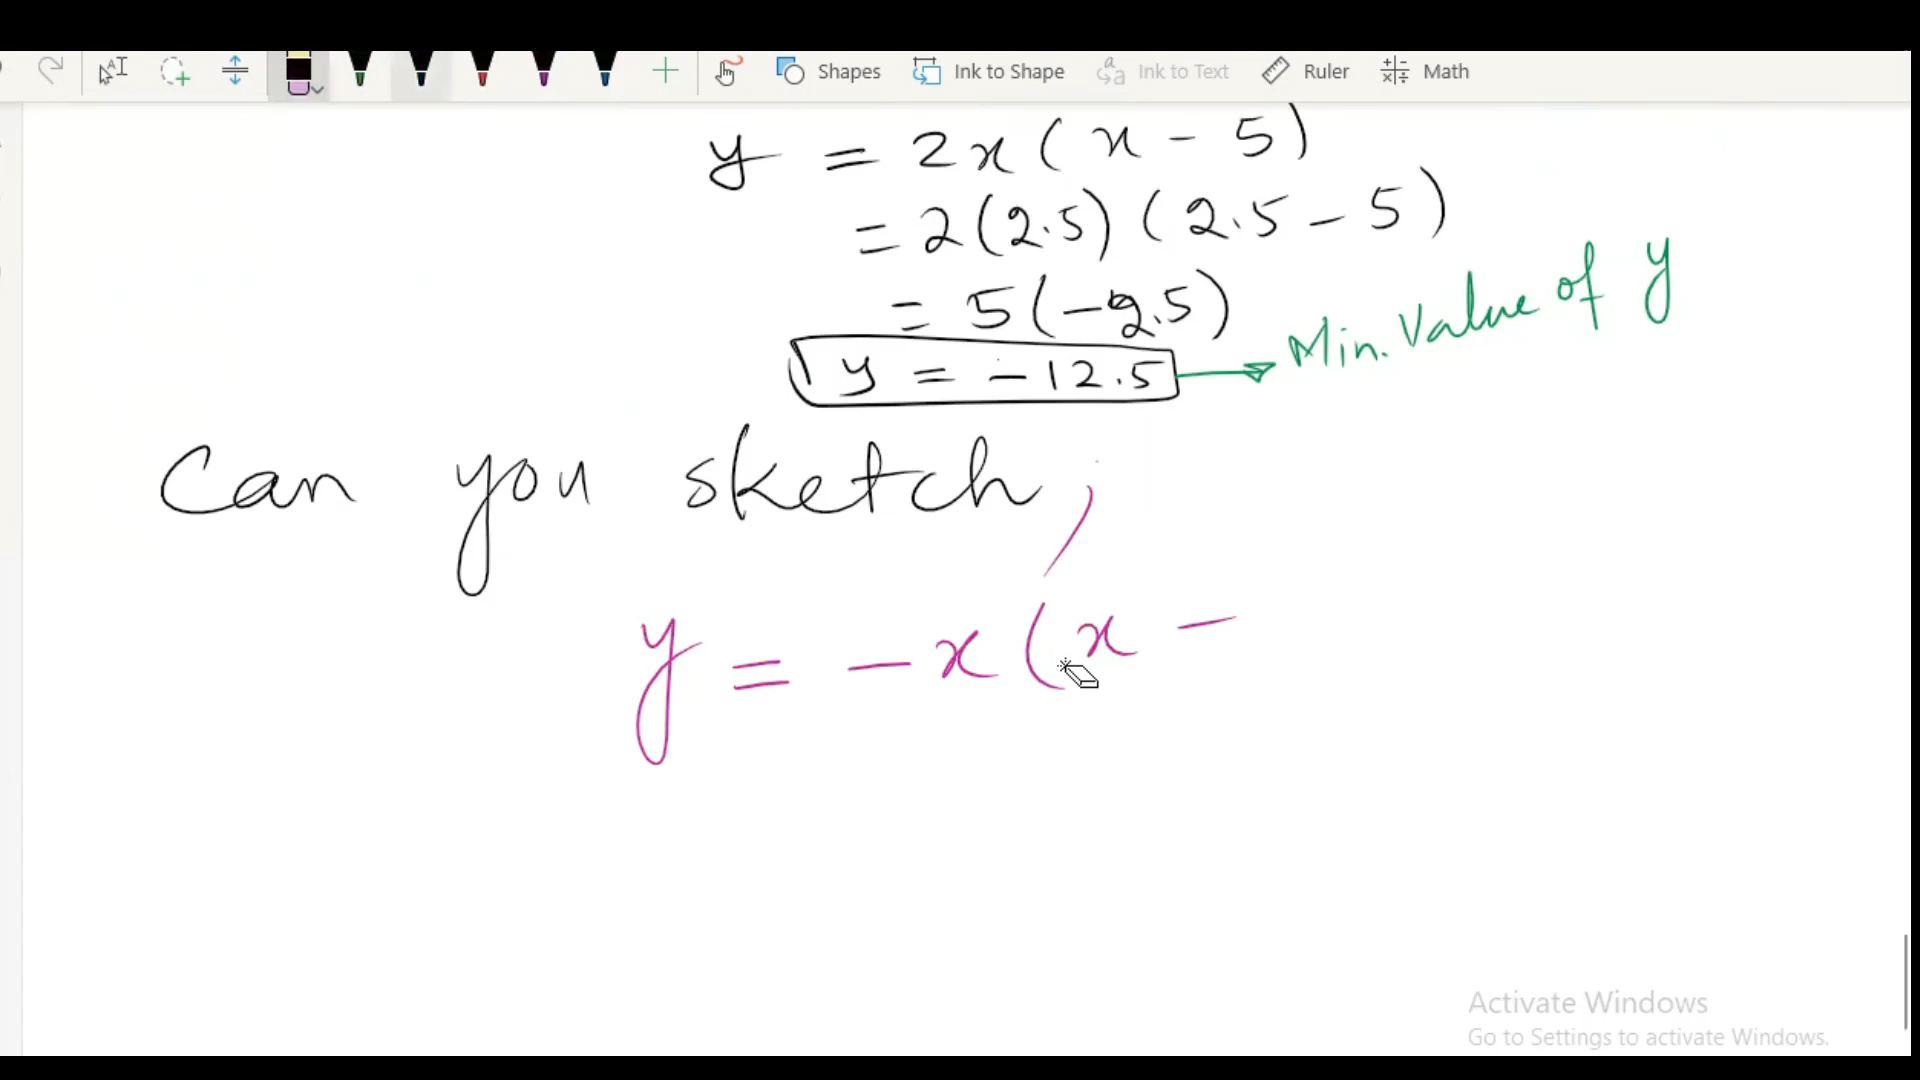 Shapes Ink to Shape Ink to Text Ruler Math
y = 2x(x - 5)
= 2(2.5)(2.5 - 5)
= 5(-2.5)
y = -12.5 → Min. Value of y
Can you sketch,
y = -x(x -
Activate Windows
Go to Settings to activate Windows.